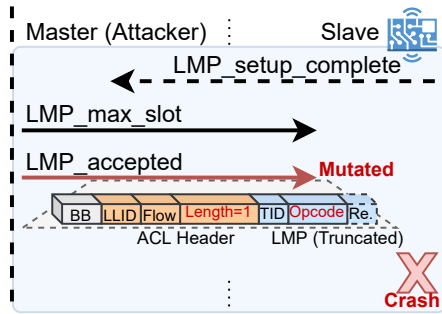 Master (Attacker) Slave
LMP_setup_complete
LMP_max_slot
LMP_accepted
Mutated
BB LLID Flow Length=1 TID Opcode Re.
ACL Header LMP (Truncated)
Crash